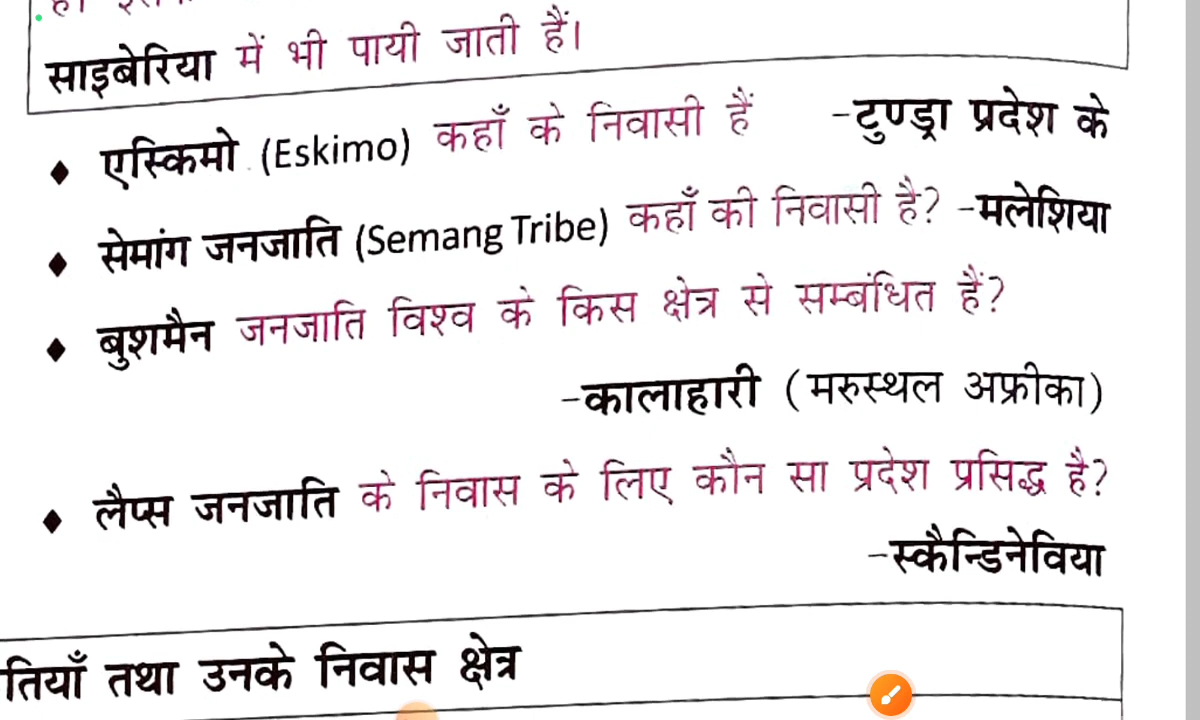 साइबेरिया में भी पायी जाती हैं।
♦ एस्किमो (Eskimo) कहाँ के निवासी हैं -टुण्ड्रा प्रदेश के
♦ सेमांग जनजाति (Semang Tribe) कहाँ की निवासी है? -मलेशिया
♦ बुशमैन जनजाति विश्व के किस क्षेत्र से सम्बंधित हैं?
-कालाहारी (मरुस्थल अफ्रीका)
♦ लैप्स जनजाति के निवास के लिए कौन सा प्रदेश प्रसिद्ध है?
-स्कैन्डिनेविया
तियाँ तथा उनके निवास क्षेत्र